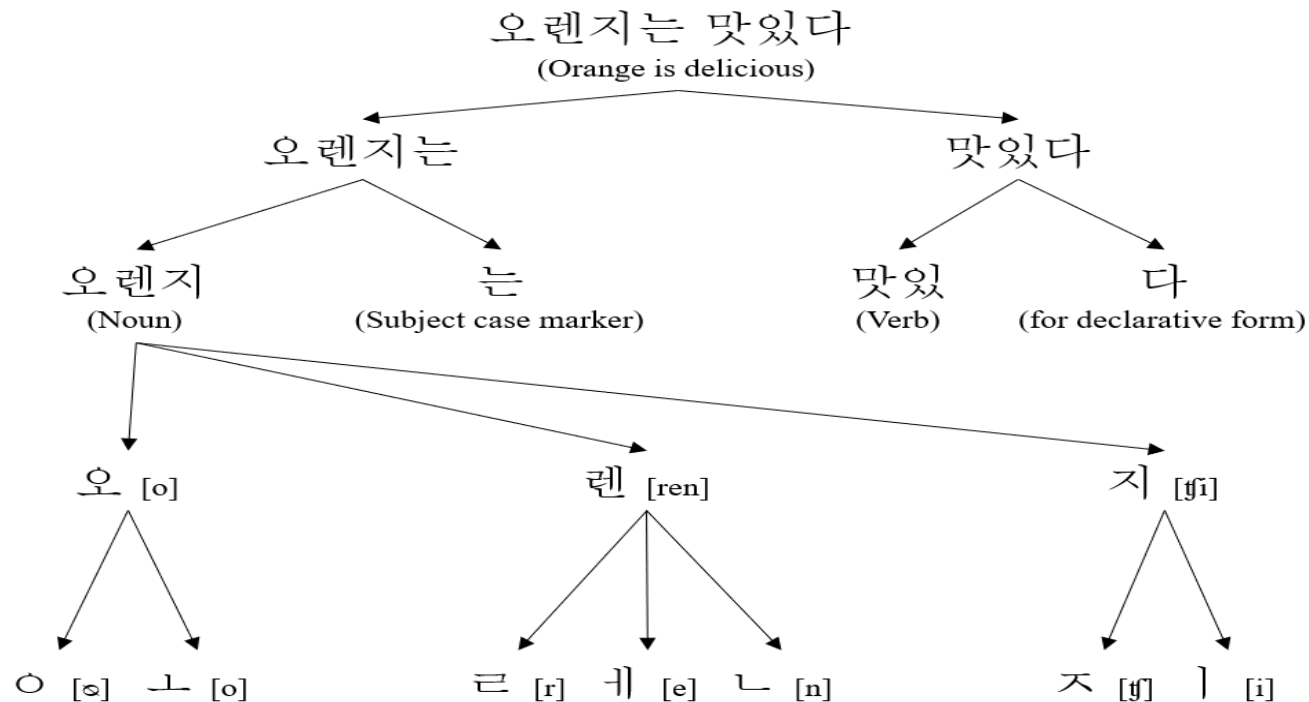 오렌지는 맛있다
(Orange is delicious)
오렌지는 맛있다
오렌지 는 맛있 다
(Noun) (Subject case marker) (Verb) (for declarative form)
오 [o] 렌 [ren] 지 [ʧi]
ㅇ [ᴓ] ㅗ [o] ㄹ [r] ㅔ [e] ㄴ [n] ㅈ [ʧ] ㅣ [i]